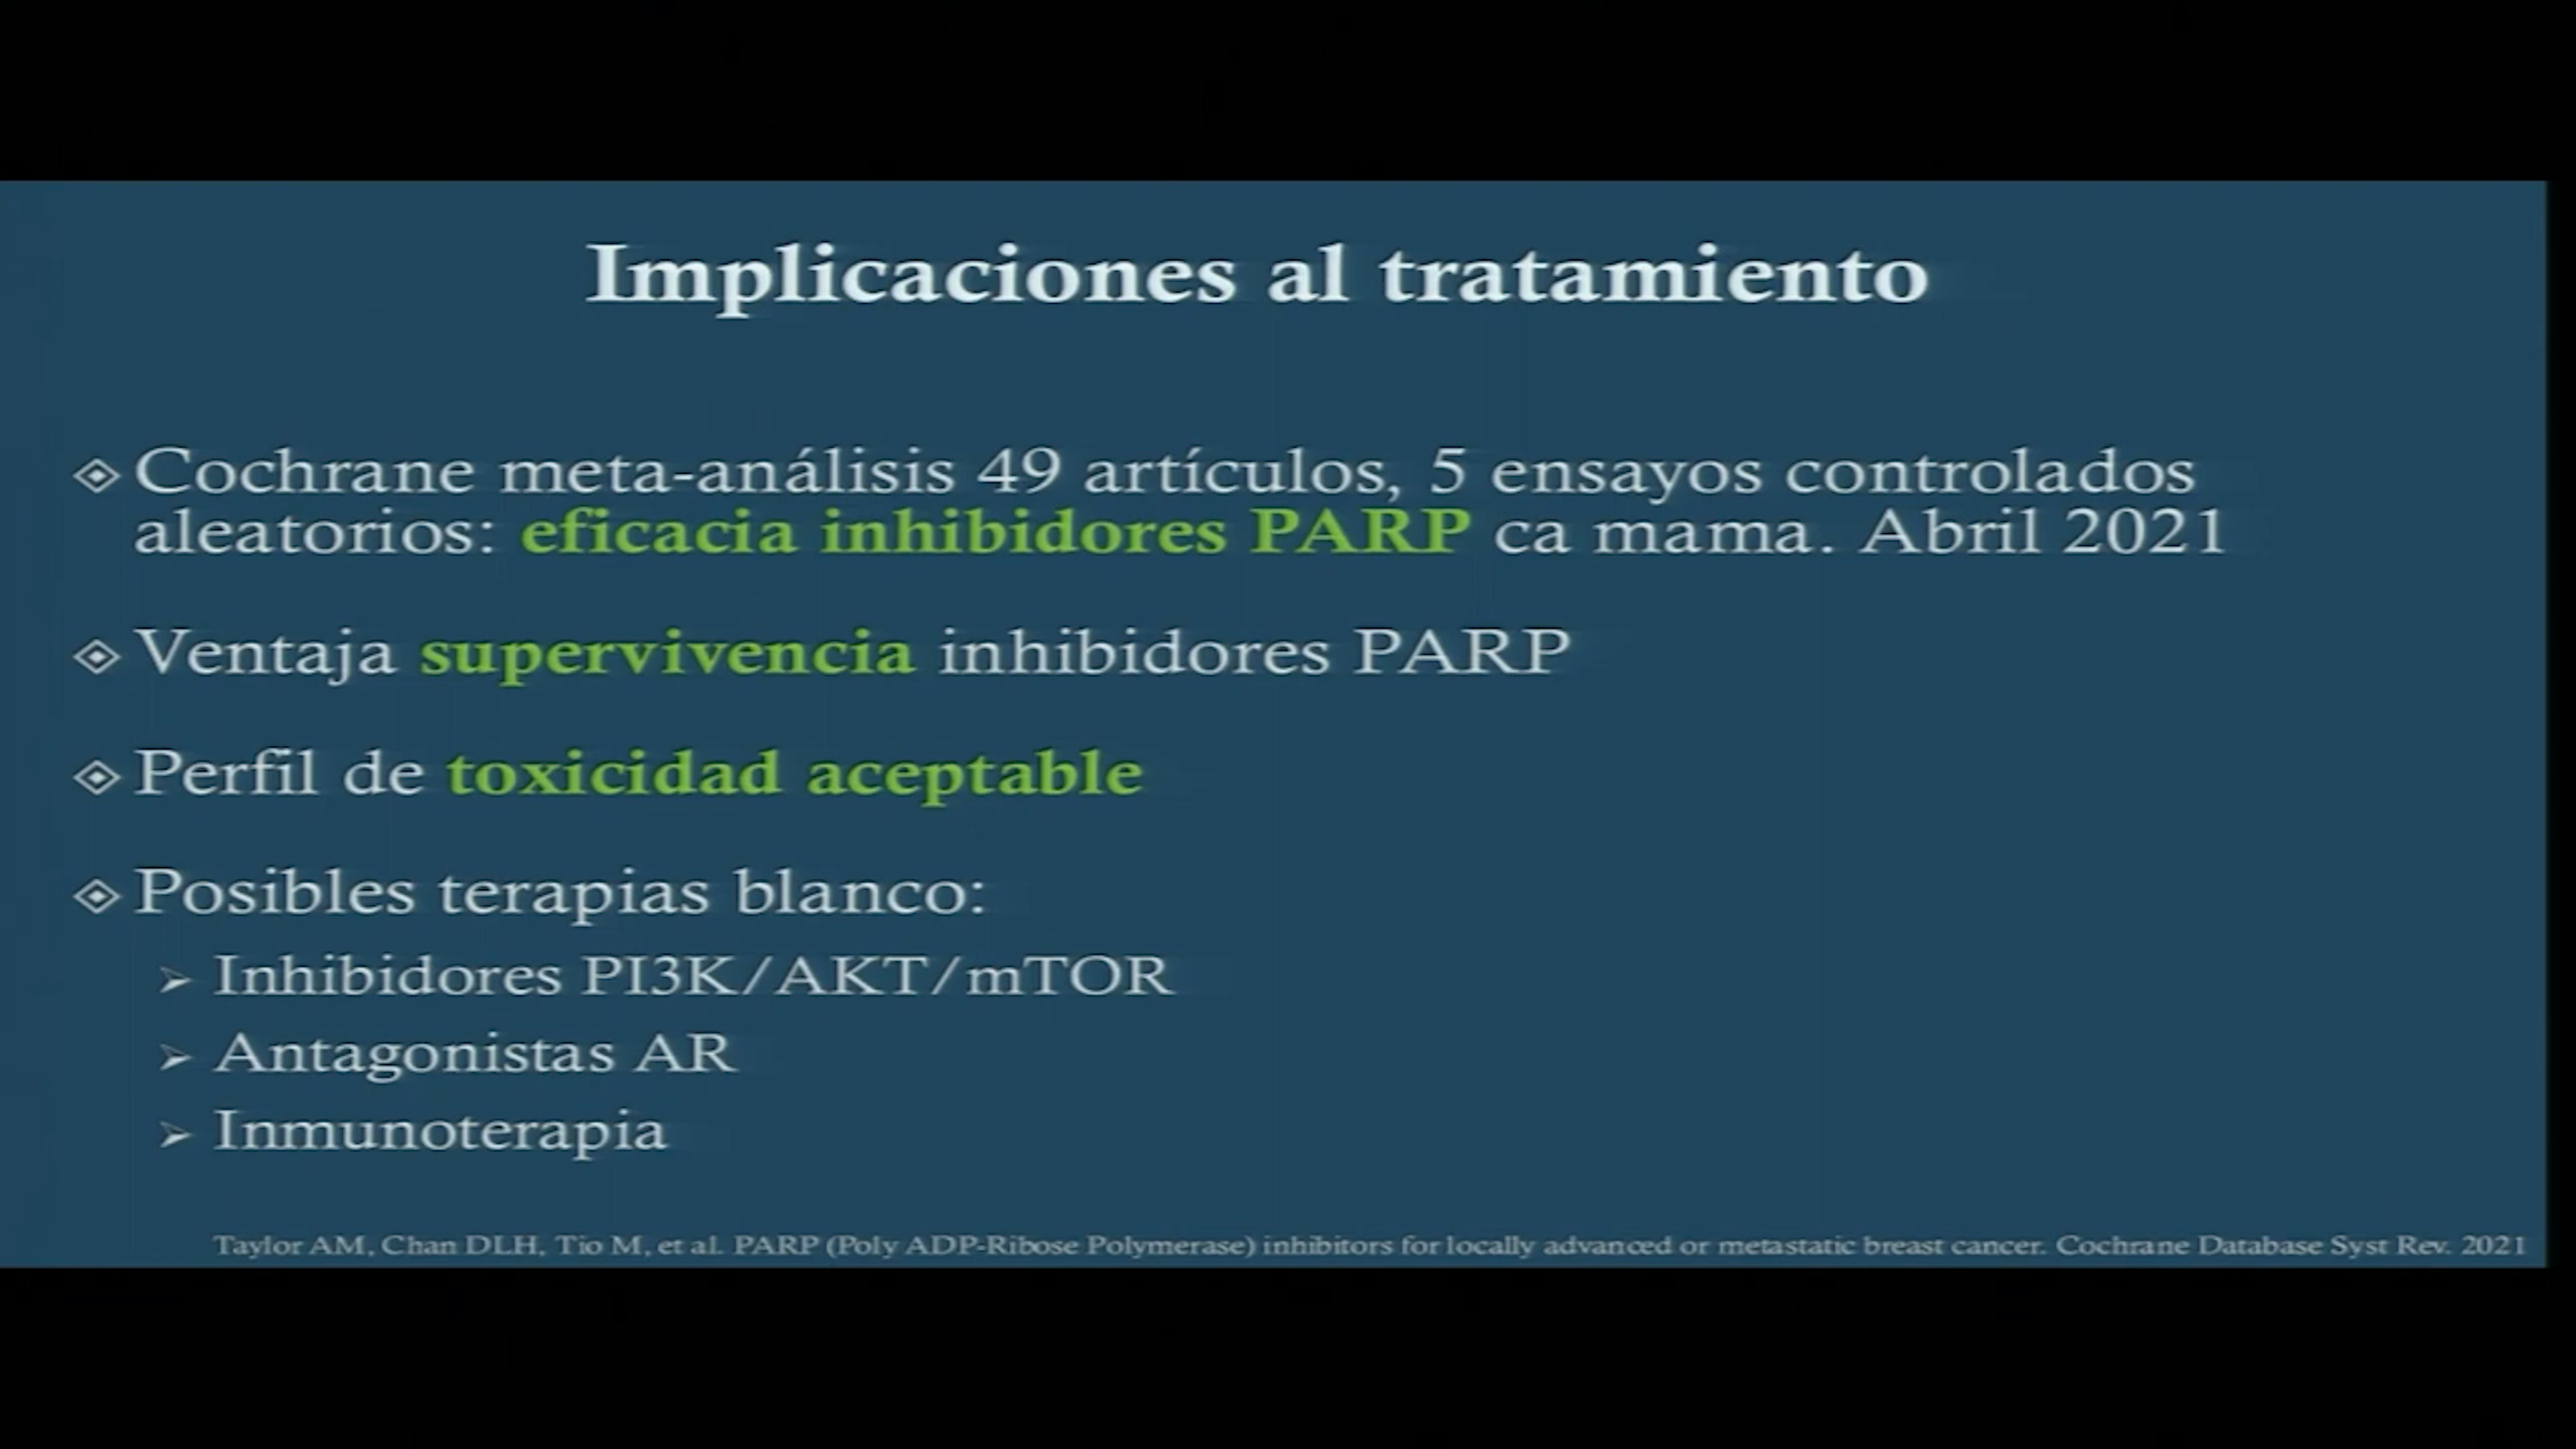 Implicaciones al tratamiento
Cochrane meta-análisis 49 artículos, 5 ensayos controlados
aleatorios: eficacia inhibidores PARP ca mama. Abril 2021
Ventaja supervivencia inhibidores PARP
Perfil de toxicidad aceptable
Posibles terapias blanco:
Inhibidores PI3K/AKT/mTOR
Antagonistas AR
Inmunoterapia
Taylor AM, Chan DLH, Tio M, et al. PARP (Poly ADP-Ribose Polymerase) inhibitors for locally advanced or metastatic breast cancer. Cochrane Database Syst Rev. 2021